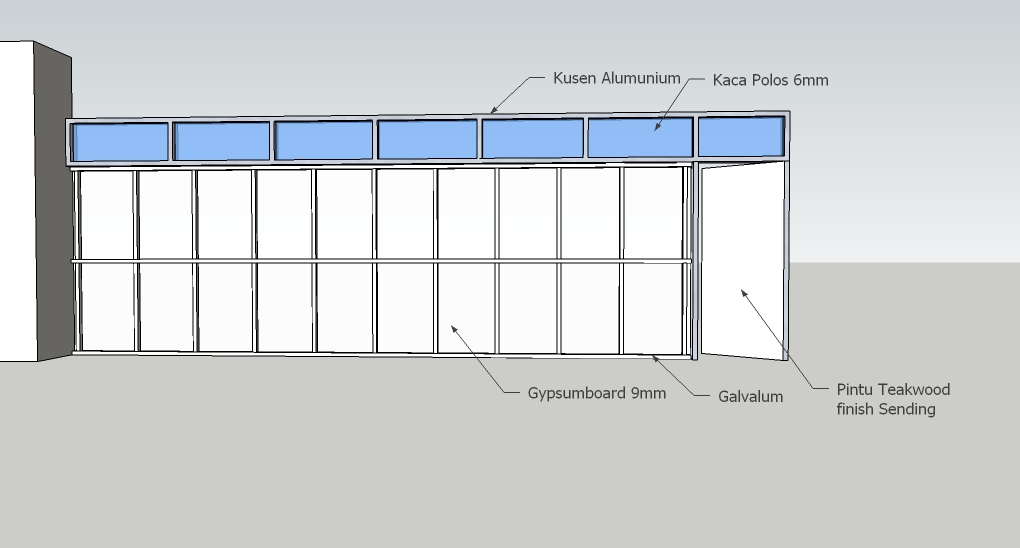 Kusen Alumunium
Kaca Polos 6mm
Gypsumboard 9mm
Galvalum
Pintu Teakwood
finish Sending